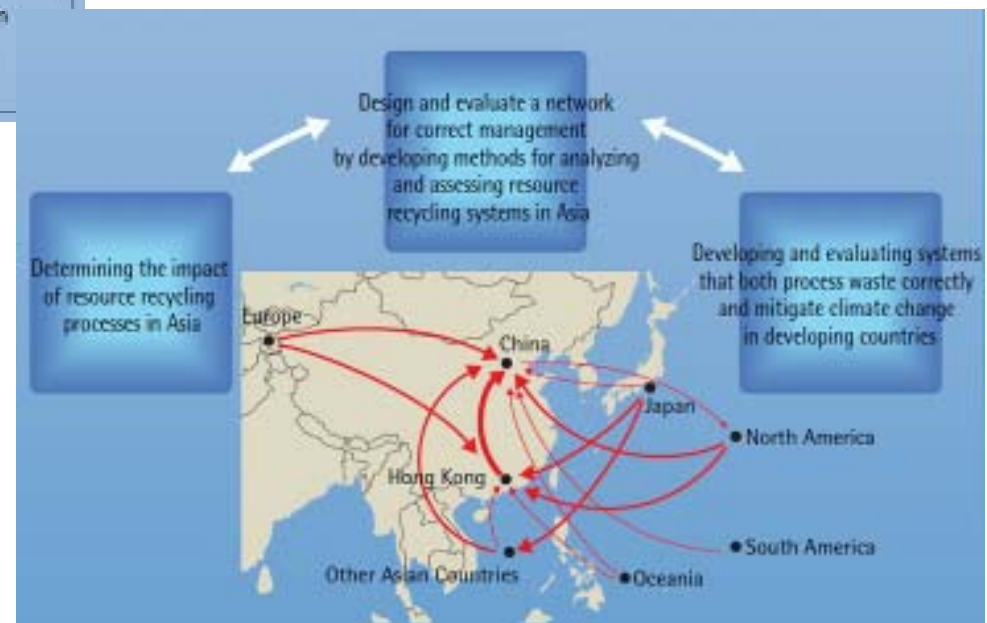 n
Design and evaluate a network
for correct management
by developing methods for analyzing
and assessing resource
recycling systems in Asia
Determining the impact
of resource recycling
processes in Asia
Developing and evaluating systems
that both process waste correctly
and mitigate climate change
in developing countries
Europe
China
Japan
North America
Hong Kong
South America
Other Asian Countries
Oceania